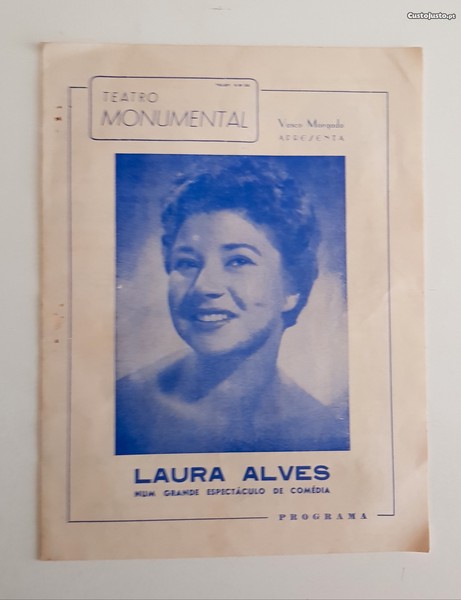 CustoJusto.pt
TEATRO
MONUMENTAL
Vasco Morgado
APRESENTA
LAURA ALVES
NUM GRANDE ESPECTÁCULO DE COMÉDIA
PROGRAMA